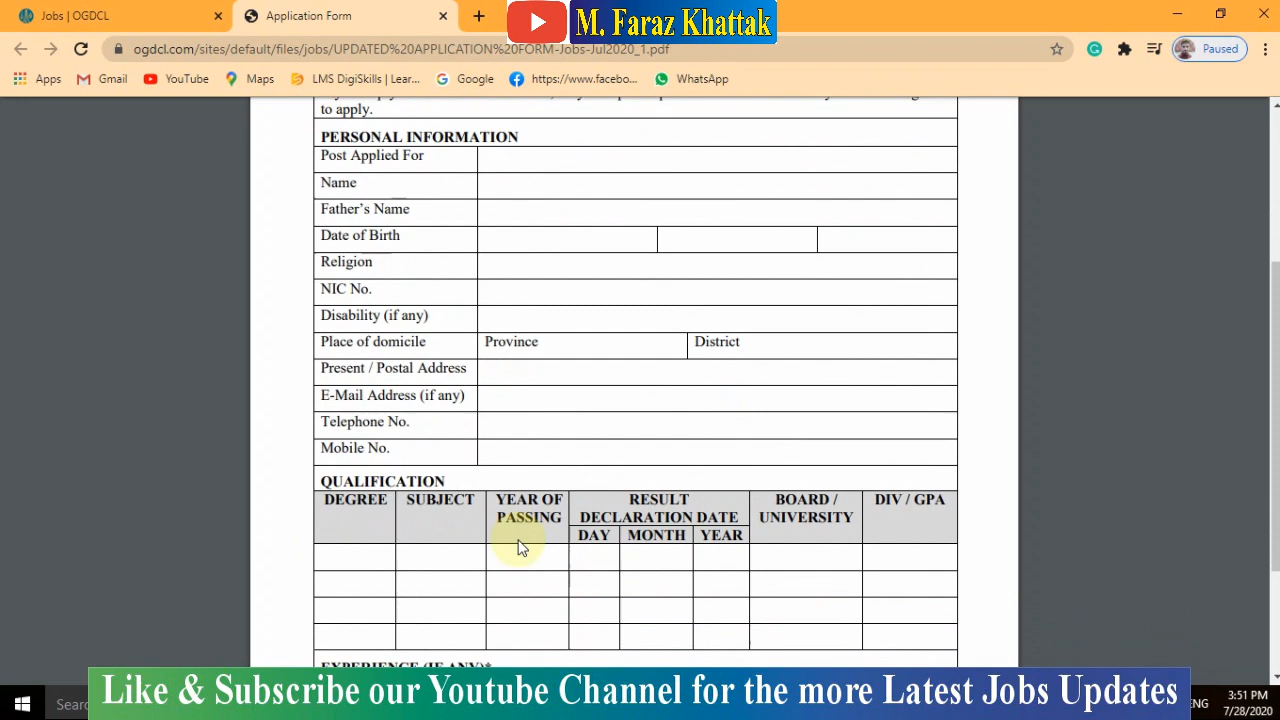 Jobs | OGDCL
Application Form
M. Faraz Khattak
ogdcl.com/sites/default/files/jobs/UPDATED%20APPLICATION%20FORM-Jobs-Jul2020_1.pdf
Paused
Apps
Gmail
YouTube
Maps
LMS DigiSkills | Lear...
Google
https://www.facebo...
WhatsApp
to apply.
PERSONAL INFORMATION
Post Applied For
Name
Father's Name
Date of Birth
Religion
NIC No.
Disability (if any)
Place of domicile Province District
Present / Postal Address
E-Mail Address (if any)
Telephone No.
Mobile No.
QUALIFICATION
DEGREE SUBJECT YEAR OF PASSING RESULT DECLARATION DATE BOARD / UNIVERSITY DIV / GPA
DAY MONTH YEAR
EXPERIENCE (IF ANY)*
Like & Subscribe our Youtube Channel for the more Latest Jobs Updates
Sear
ENG
3:51 PM
7/28/2020